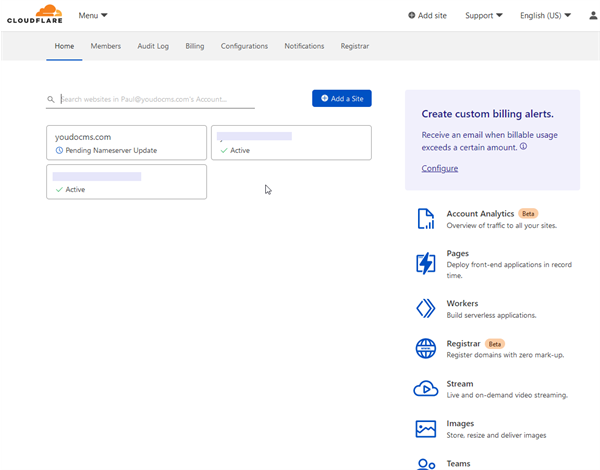 CLOUDFLARE
Menu
Add site
Support
English (US)
Home Members Audit Log Billing Configurations Notifications Registrar
Search websites in Paul@youdocms.com's Account...
Add a Site
youdocms.com
Pending Nameserver Update
Active
Active
Create custom billing alerts.
Receive an email when billable usage
exceeds a certain amount.
Configure
Account Analytics Beta
Overview of traffic to all your sites.
Pages
Deploy front-end applications in record
time.
Workers
Build serverless applications.
Registrar Beta
Register domains with zero mark-up.
Stream
Live and on-demand video streaming.
Images
Store, resize and deliver images
Teams